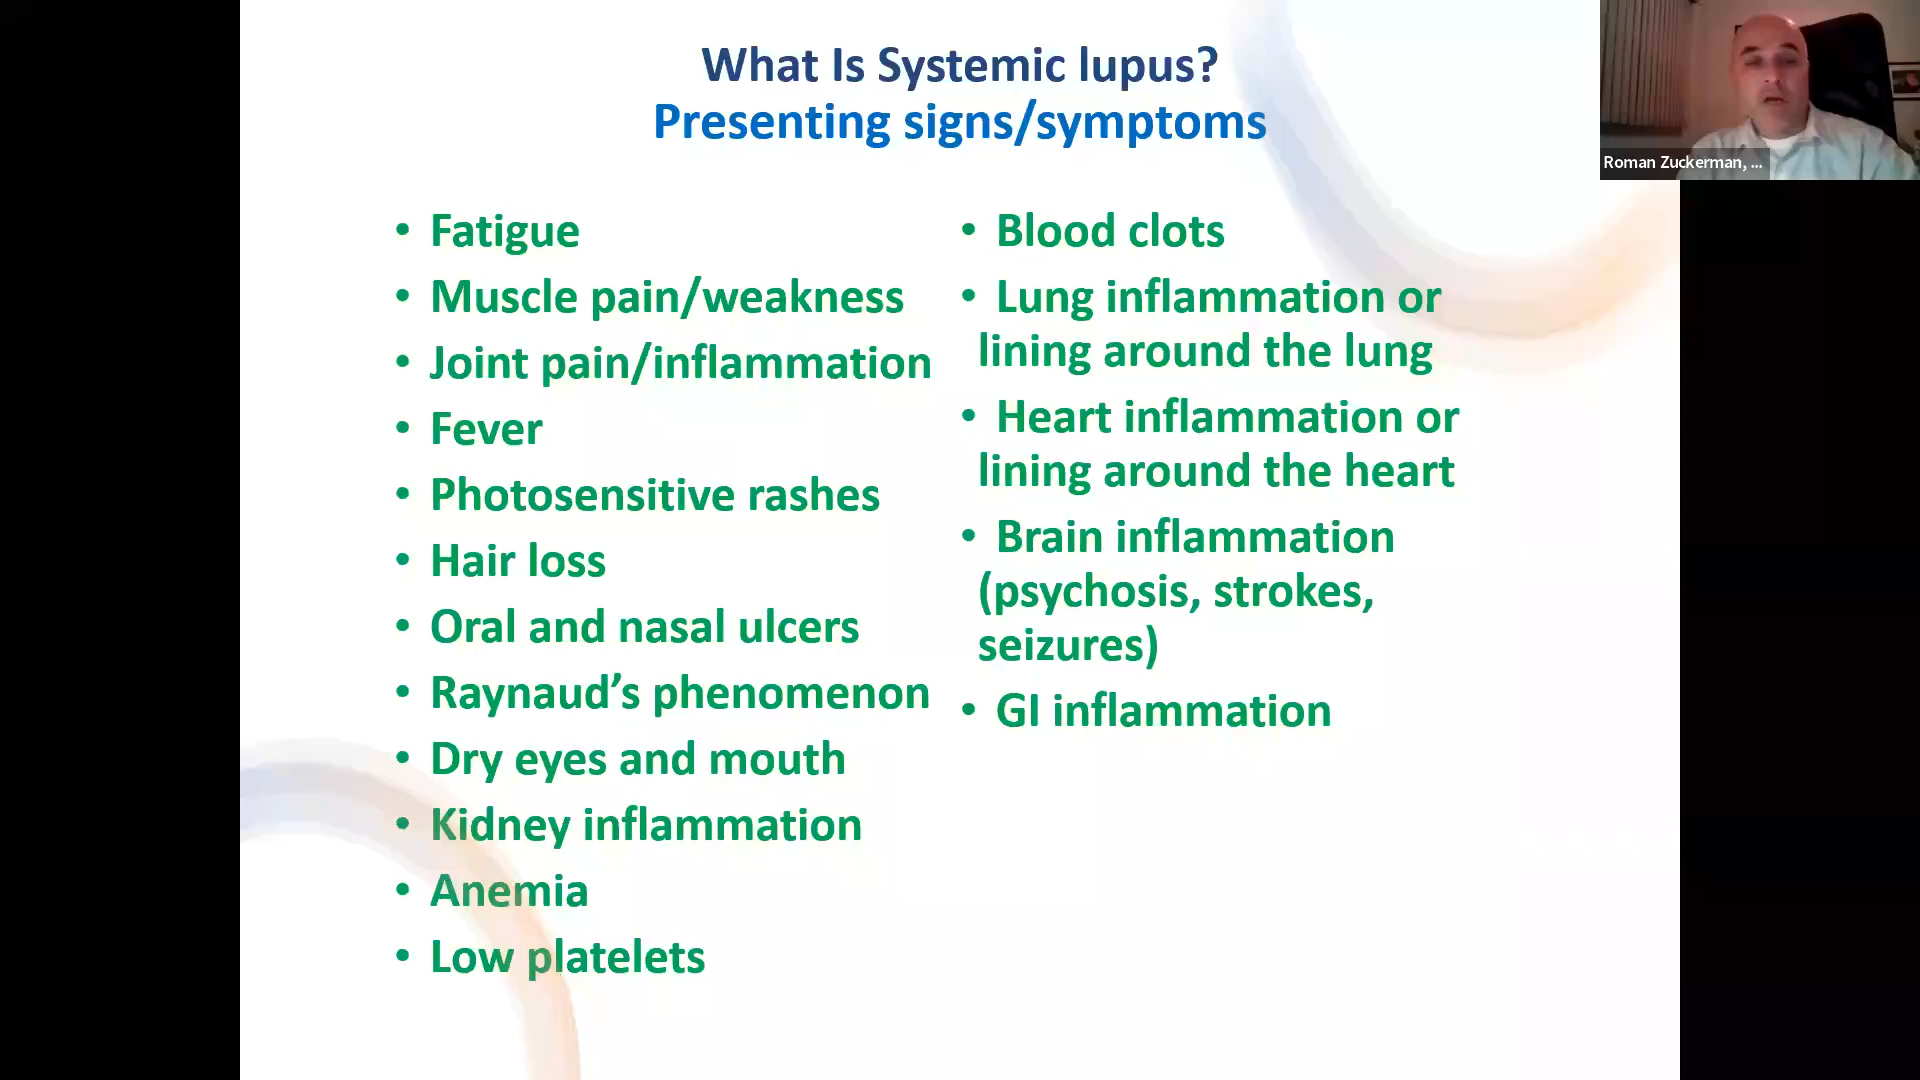 What Is Systemic lupus?
Presenting signs/symptoms
• Fatigue
• Muscle pain/weakness
• Joint pain/inflammation
• Fever
• Photosensitive rashes
• Hair loss
• Oral and nasal ulcers
• Raynaud’s phenomenon
• Dry eyes and mouth
• Kidney inflammation
• Anemia
• Low platelets
• Blood clots
• Lung inflammation or
lining around the lung
• Heart inflammation or
lining around the heart
• Brain inflammation
(psychosis, strokes,
seizures)
• GI inflammation
Roman Zuckerman, ...